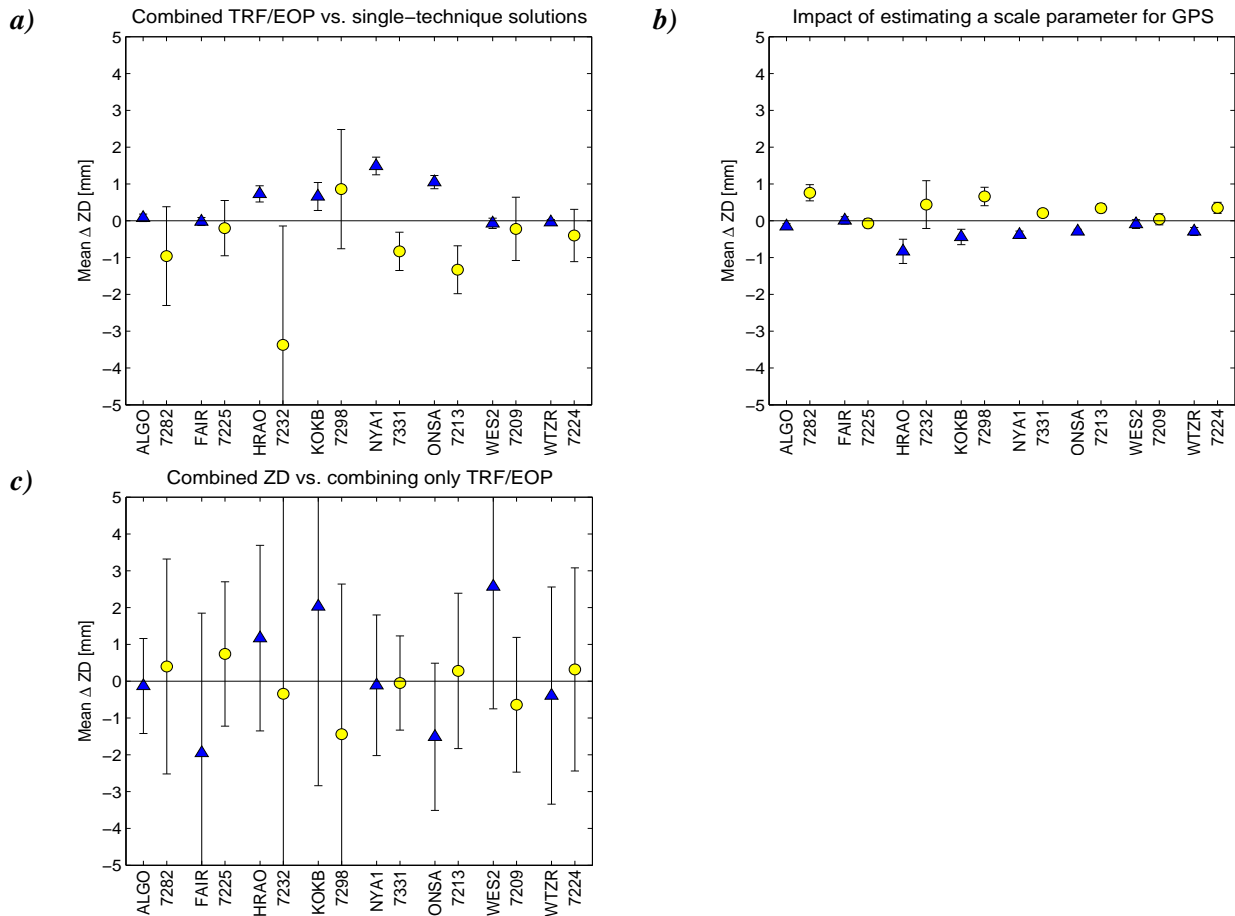 a)
Combined TRF/EOP vs. single−technique solutions
Mean Δ ZD [mm]
5
4
3
2
1
0
−1
−2
−3
−4
−5
ALGO
7282
FAIR
7225
HRAO
7232
KOKB
7298
NYA1
7331
ONSA
7213
WES2
7209
WTZR
7224
b)
Impact of estimating a scale parameter for GPS
Mean Δ ZD [mm]
5
4
3
2
1
0
−1
−2
−3
−4
−5
ALGO
7282
FAIR
7225
HRAO
7232
KOKB
7298
NYA1
7331
ONSA
7213
WES2
7209
WTZR
7224
c)
Combined ZD vs. combining only TRF/EOP
Mean Δ ZD [mm]
5
4
3
2
1
0
−1
−2
−3
−4
−5
ALGO
7282
FAIR
7225
HRAO
7232
KOKB
7298
NYA1
7331
ONSA
7213
WES2
7209
WTZR
7224